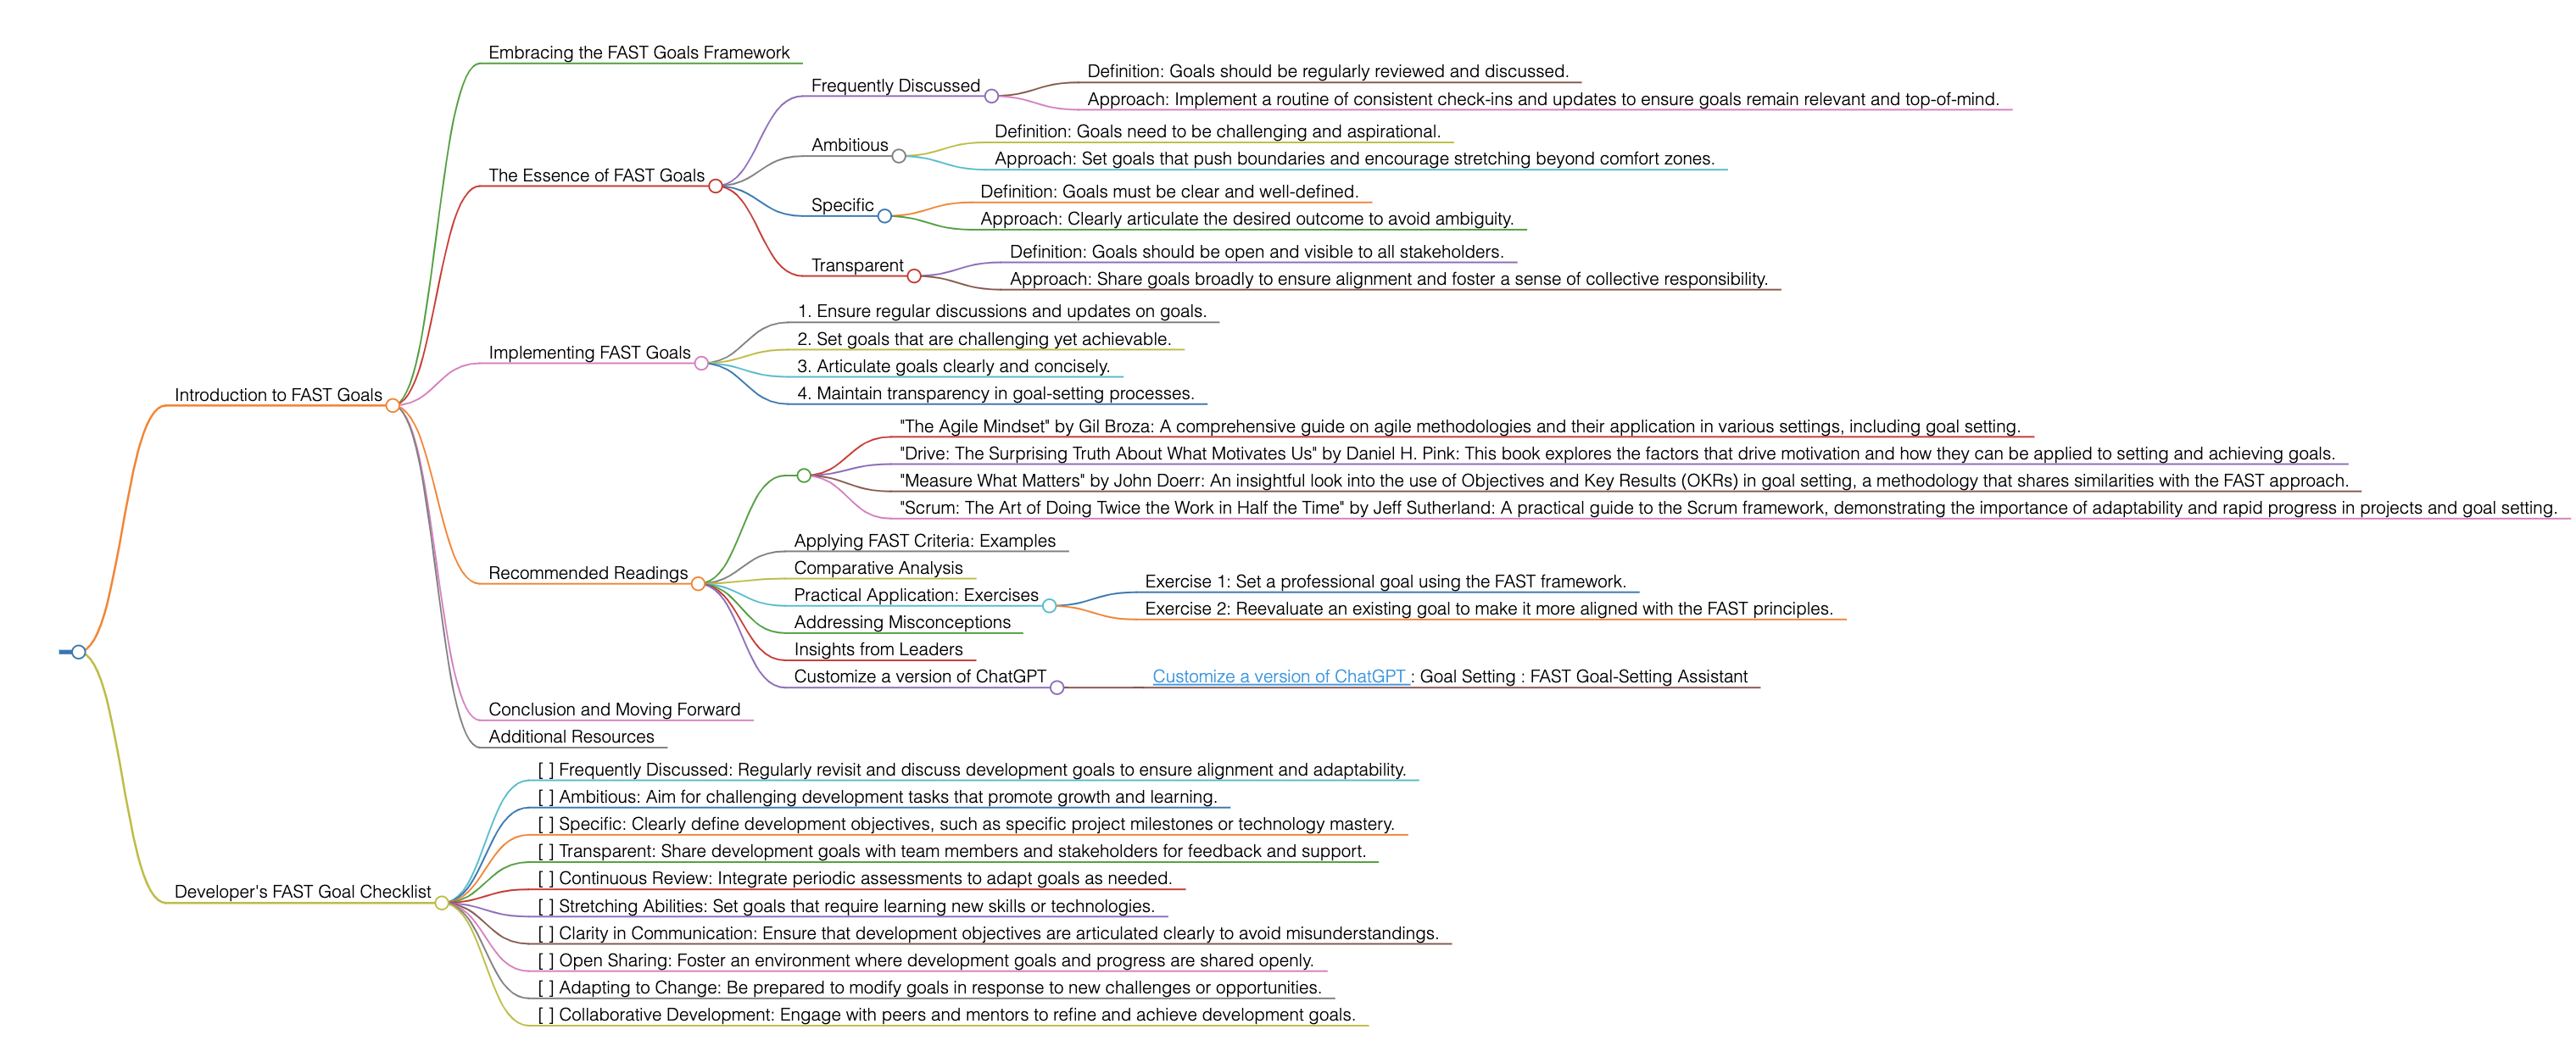 Embracing the FAST Goals Framework
Frequently Discussed
Definition: Goals should be regularly reviewed and discussed.
Approach: Implement a routine of consistent check-ins and updates to ensure goals remain relevant and top-of-mind.
Ambitious
Definition: Goals need to be challenging and aspirational.
Approach: Set goals that push boundaries and encourage stretching beyond comfort zones.
The Essence of FAST Goals
Specific
Definition: Goals must be clear and well-defined.
Approach: Clearly articulate the desired outcome to avoid ambiguity.
Transparent
Definition: Goals should be open and visible to all stakeholders.
Approach: Share goals broadly to ensure alignment and foster a sense of collective responsibility.
Implementing FAST Goals
1. Ensure regular discussions and updates on goals.
2. Set goals that are challenging yet achievable.
3. Articulate goals clearly and concisely.
4. Maintain transparency in goal-setting processes.
Introduction to FAST Goals
"The Agile Mindset" by Gil Broza: A comprehensive guide on agile methodologies and their application in various settings, including goal setting.
"Drive: The Surprising Truth About What Motivates Us" by Daniel H. Pink: This book explores the factors that drive motivation and how they can be applied to setting and achieving goals.
"Measure What Matters" by John Doerr: An insightful look into the use of Objectives and Key Results (OKRs) in goal setting, a methodology that shares similarities with the FAST approach.
"Scrum: The Art of Doing Twice the Work in Half the Time" by Jeff Sutherland: A practical guide to the Scrum framework, demonstrating the importance of adaptability and rapid progress in projects and goal setting.
Recommended Readings
Applying FAST Criteria: Examples
Comparative Analysis
Practical Application: Exercises
Exercise 1: Set a professional goal using the FAST framework.
Exercise 2: Reevaluate an existing goal to make it more aligned with the FAST principles.
Addressing Misconceptions
Insights from Leaders
Customize a version of ChatGPT
Customize a version of ChatGPT : Goal Setting : FAST Goal-Setting Assistant
Conclusion and Moving Forward
Additional Resources
Developer's FAST Goal Checklist
[ ] Frequently Discussed: Regularly revisit and discuss development goals to ensure alignment and adaptability.
[ ] Ambitious: Aim for challenging development tasks that promote growth and learning.
[ ] Specific: Clearly define development objectives, such as specific project milestones or technology mastery.
[ ] Transparent: Share development goals with team members and stakeholders for feedback and support.
[ ] Continuous Review: Integrate periodic assessments to adapt goals as needed.
[ ] Stretching Abilities: Set goals that require learning new skills or technologies.
[ ] Clarity in Communication: Ensure that development objectives are articulated clearly to avoid misunderstandings.
[ ] Open Sharing: Foster an environment where development goals and progress are shared openly.
[ ] Adapting to Change: Be prepared to modify goals in response to new challenges or opportunities.
[ ] Collaborative Development: Engage with peers and mentors to refine and achieve development goals.